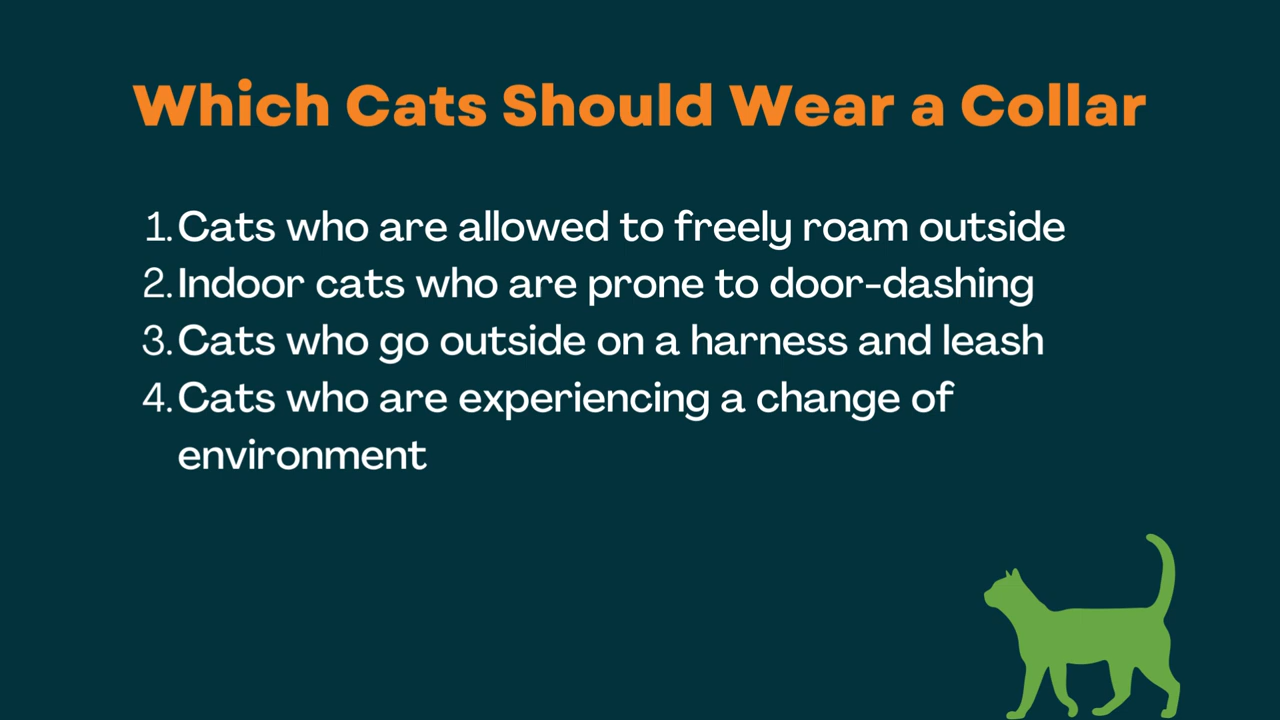 Which Cats Should Wear a Collar
1. Cats who are allowed to freely roam outside
2. Indoor cats who are prone to door-dashing
3. Cats who go outside on a harness and leash
4. Cats who are experiencing a change of
environment